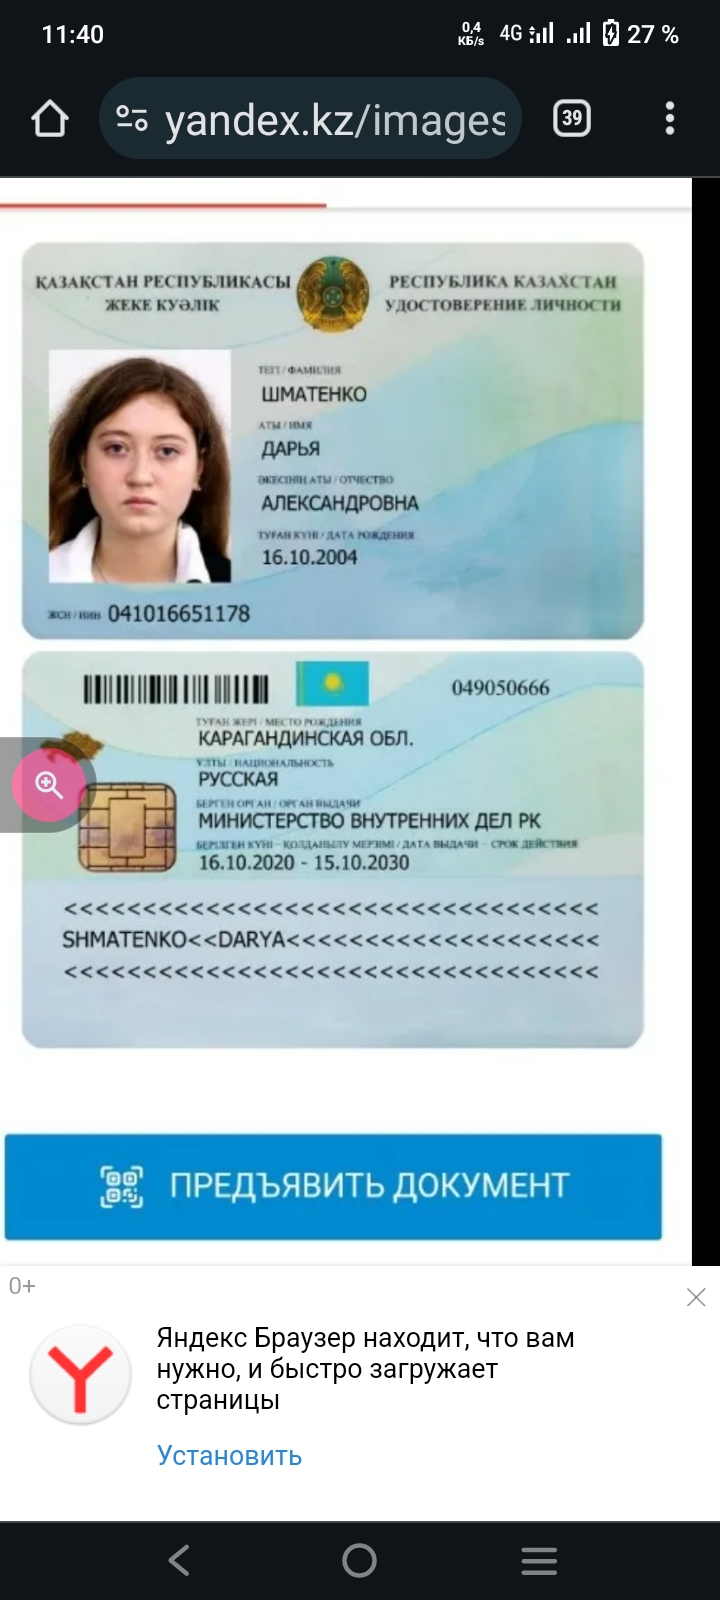 11:40
0,4 КБ/s 4G 27 %
yandex.kz/images
39
ҚАЗАҚСТАН РЕСПУБЛИКАСЫ
ЖЕКЕ КУӘЛІК
РЕСПУБЛИКА КАЗАХСТАН
УДОСТОВЕРЕНИЕ ЛИЧНОСТИ
ТЕГІ / ФАМИЛИЯ
ШМАТЕНКО
АТЫ / ИМЯ
ДАРЬЯ
ӘКЕСІНІҢ АТЫ / ОТЧЕСТВО
АЛЕКСАНДРОВНА
ТУҒАН КҮНІ / ДАТА РОЖДЕНИЯ
16.10.2004
ЖСН / ИИН 041016651178
049050666
ТУҒАН ЖЕРІ / МЕСТО РОЖДЕНИЯ
КАРАГАНДИНСКАЯ ОБЛ.
ҰЛТЫ / НАЦИОНАЛЬНОСТЬ
РУССКАЯ
БЕРГЕН ОРГАН / ОРГАН ВЫДАЧИ
МИНИСТЕРСТВО ВНУТРЕННИХ ДЕЛ РК
БЕРІЛГЕН КҮНІ - ҚОЛДАНЫЛУ МЕРЗІМІ / ДАТА ВЫДАЧИ - СРОК ДЕЙСТВИЯ
16.10.2020 - 15.10.2030
<<<<<<<<<<<<<<<<<<<<<<<<<<<<<<<<<<
SHMATENKO<<DARYA<<<<<<<<<<<<<<<<<<<<
<<<<<<<<<<<<<<<<<<<<<<<<<<<<<<<<<<
ПРЕДЪЯВИТЬ ДОКУМЕНТ
0+
Яндекс Браузер находит, что вам
нужно, и быстро загружает
страницы
Установить